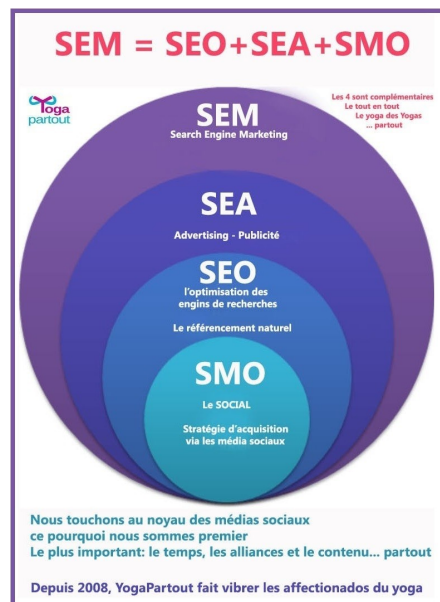 SEM = SEO+SEA+SMO
Yoga
partout
Les 4 sont complémentaires
Le tout en tout
Le yoga des Yogas
... partout
SEM
Search Engine Marketing
SEA
Advertising - Publicité
SEO
l'optimisation des
engins de recherches
Le référencement naturel
SMO
Le SOCIAL
Stratégie d'acquisition
via les média sociaux
Nous touchons au noyau des médias sociaux
ce pourquoi nous sommes premier
Le plus important: le temps, les alliances et le contenu... partout
Depuis 2008, YogaPartout fait vibrer les affectionados du yoga